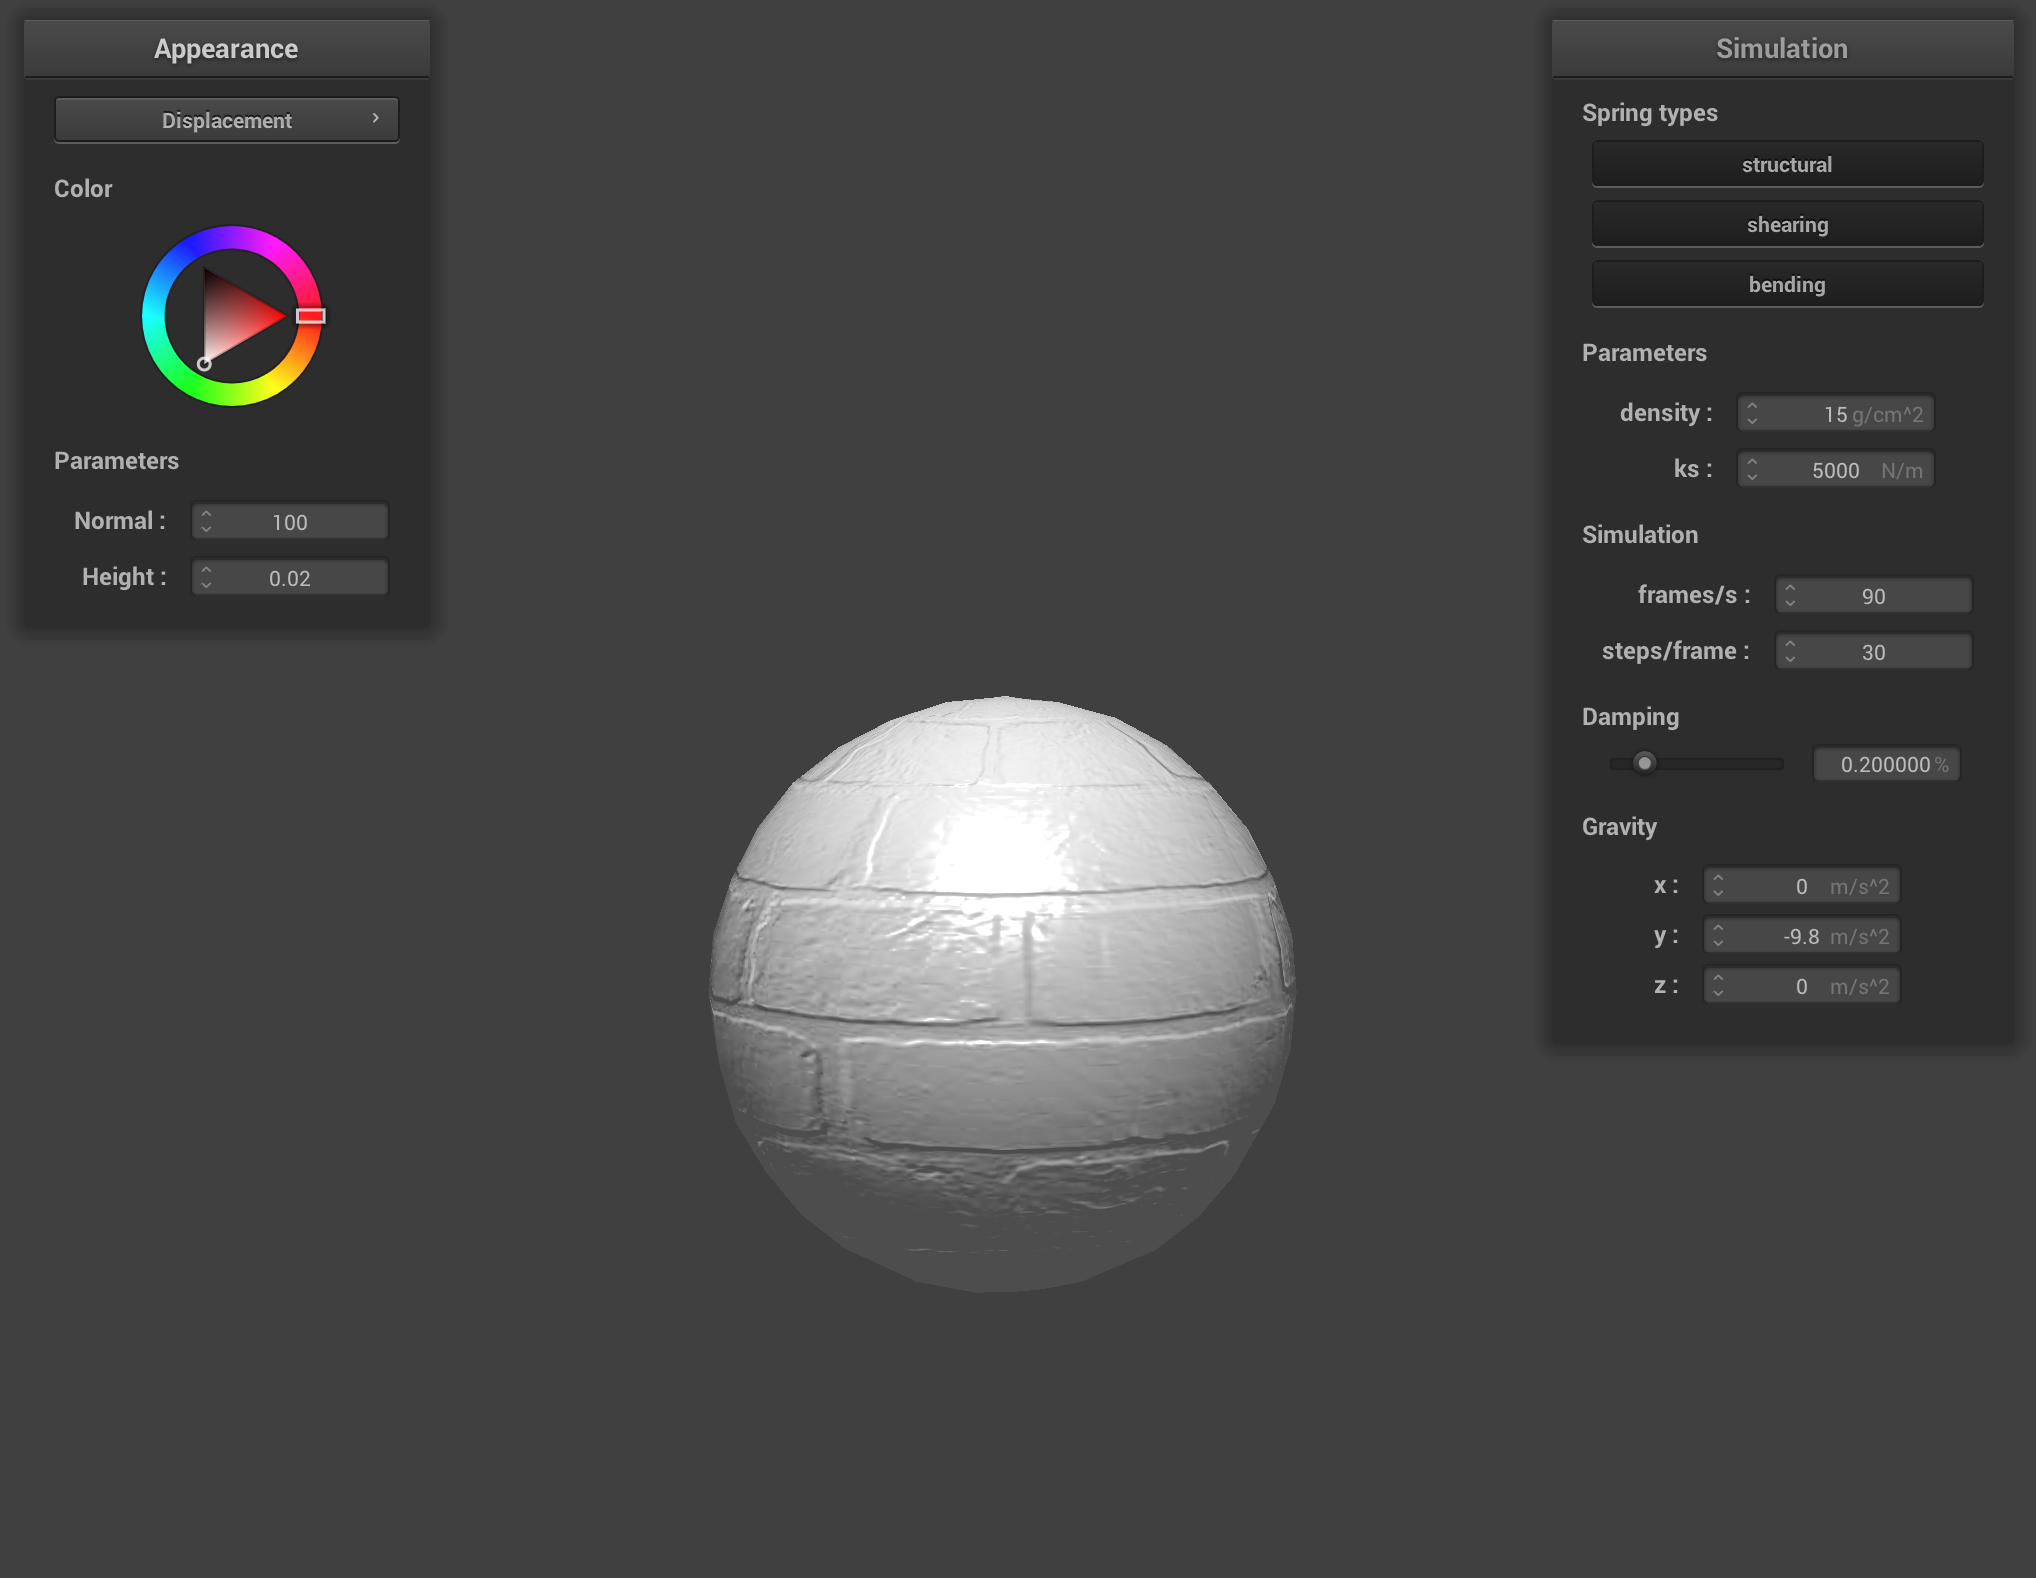 Appearance
Displacement
Color
Parameters
Normal : 100
Height : 0.02
Simulation
Spring types
structural
shearing
bending
Parameters
density : 15 g/cm^2
ks : 5000 N/m
Simulation
frames/s : 90
steps/frame : 30
Damping
0.200000 %
Gravity
x : 0 m/s^2
y : -9.8 m/s^2
z : 0 m/s^2